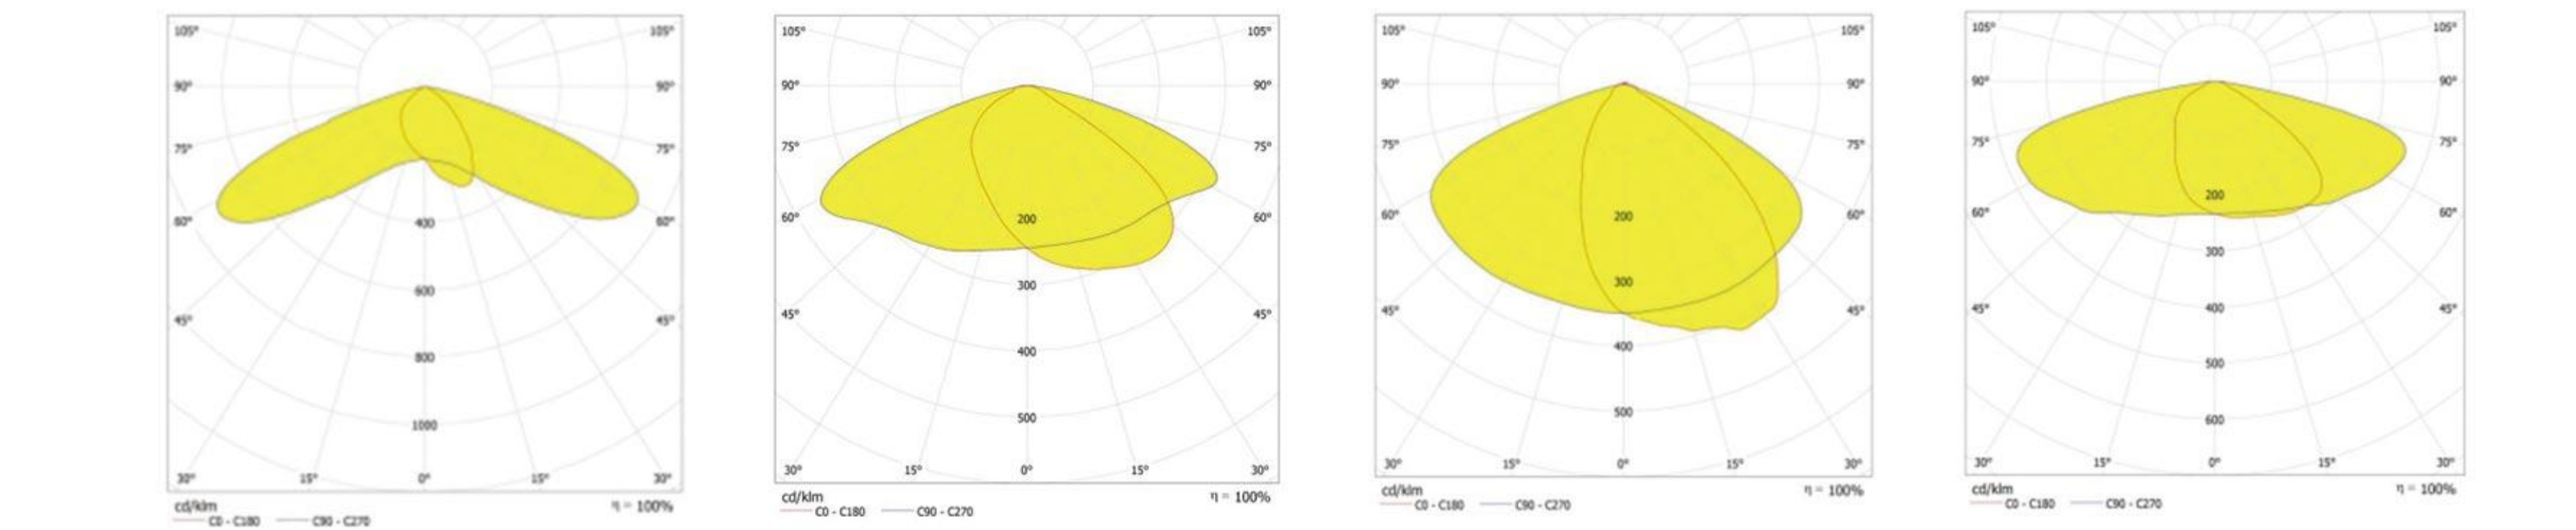 105° 105°
90° 90°
75° 75°
60° 60°
400
600
45° 45°
800
1000
30° 15° 0° 15° 30°
cd/klm η = 100%
C0 - C180 C90 - C270
105° 105°
90° 90°
75° 75°
60° 200 60°
300
45° 45°
400
500
30° 15° 0° 15° 30°
cd/klm η = 100%
C0 - C180 C90 - C270
105° 105°
90° 90°
75° 75°
60° 200 60°
300
45° 45°
400
500
30° 15° 0° 15° 30°
cd/klm η = 100%
C0 - C180 C90 - C270
105° 105°
90° 90°
75° 75°
200
60° 60°
300
45° 400 45°
500
600
30° 15° 0° 15° 30°
cd/klm η = 100%
C0 - C180 C90 - C270